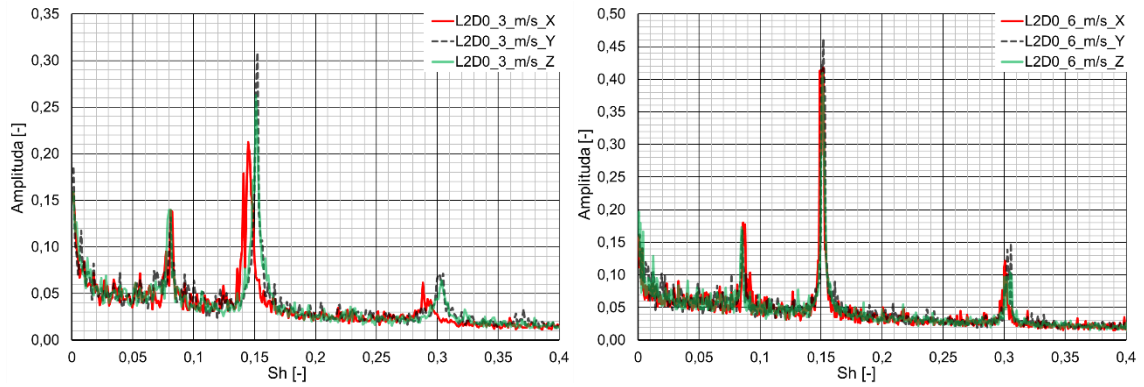 Amplituda [-]
0,35
0,30
0,25
0,20
0,15
0,10
0,05
0,00
L2D0_3_m/s_X
L2D0_3_m/s_Y
L2D0_3_m/s_Z
0 0,05 0,1 0,15 0,2 0,25 0,3 0,35 0,4
Sh [-]
Amplituda [-]
0,50
0,45
0,40
0,35
0,30
0,25
0,20
0,15
0,10
0,05
0,00
L2D0_6_m/s_X
L2D0_6_m/s_Y
L2D0_6_m/s_Z
0 0,05 0,1 0,15 0,2 0,25 0,3 0,35 0,4
Sh [-]